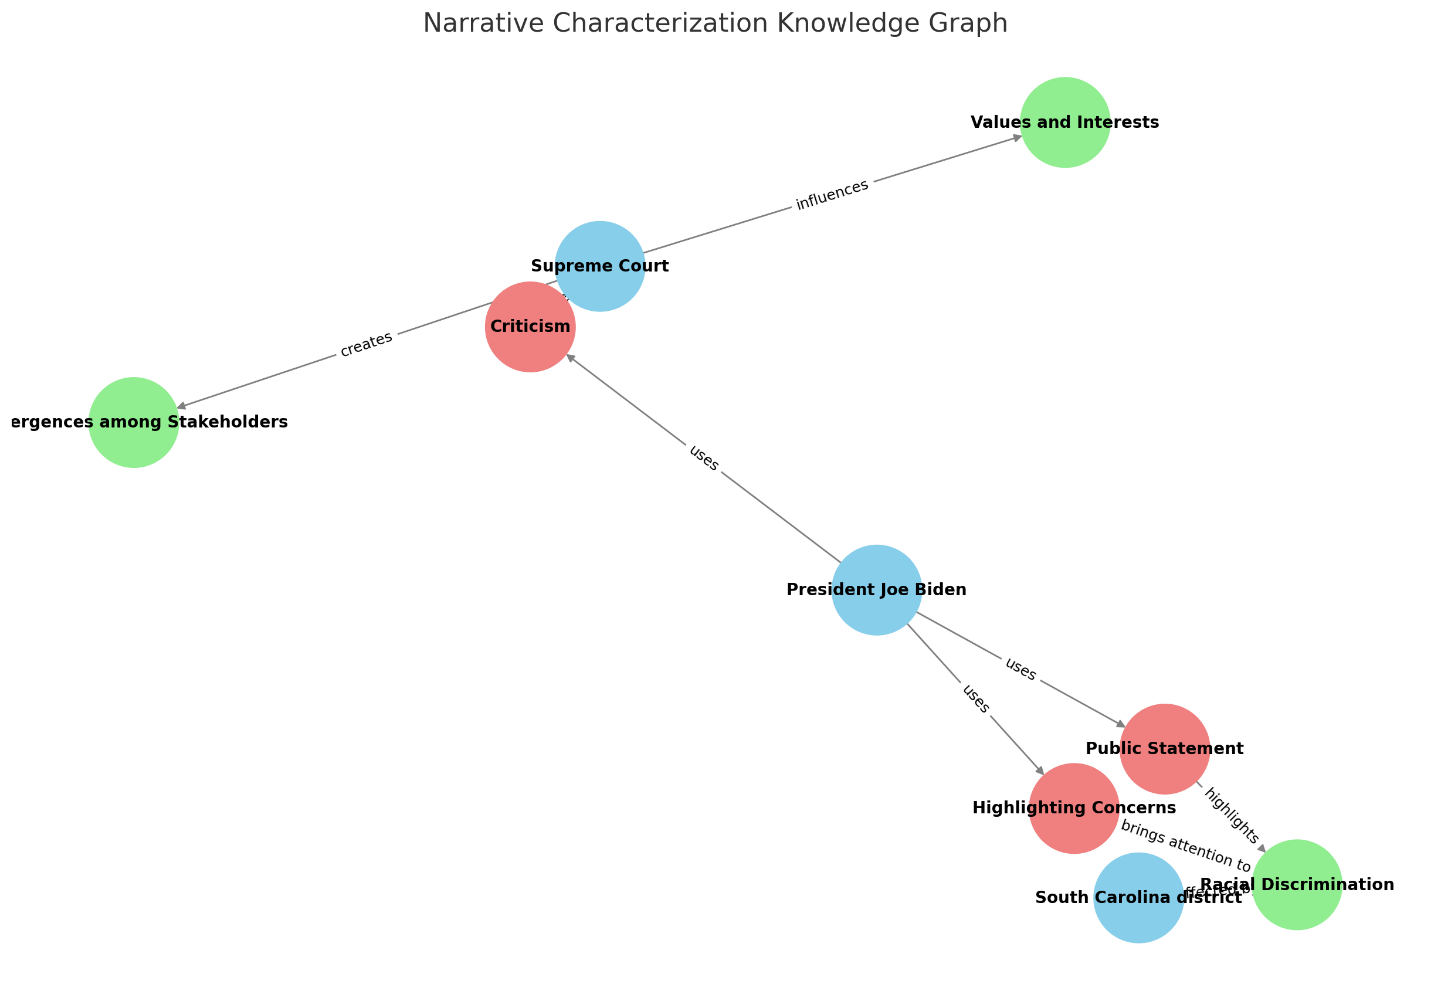 Narrative Characterization Knowledge Graph
Values and Interests
influences
Supreme Court
Criticism
creates
ergences among Stakeholders
uses
President Joe Biden
uses
uses
Public Statement
highlights
Highlighting Concerns
brings attention to
Racial Discrimination
South Carolina district